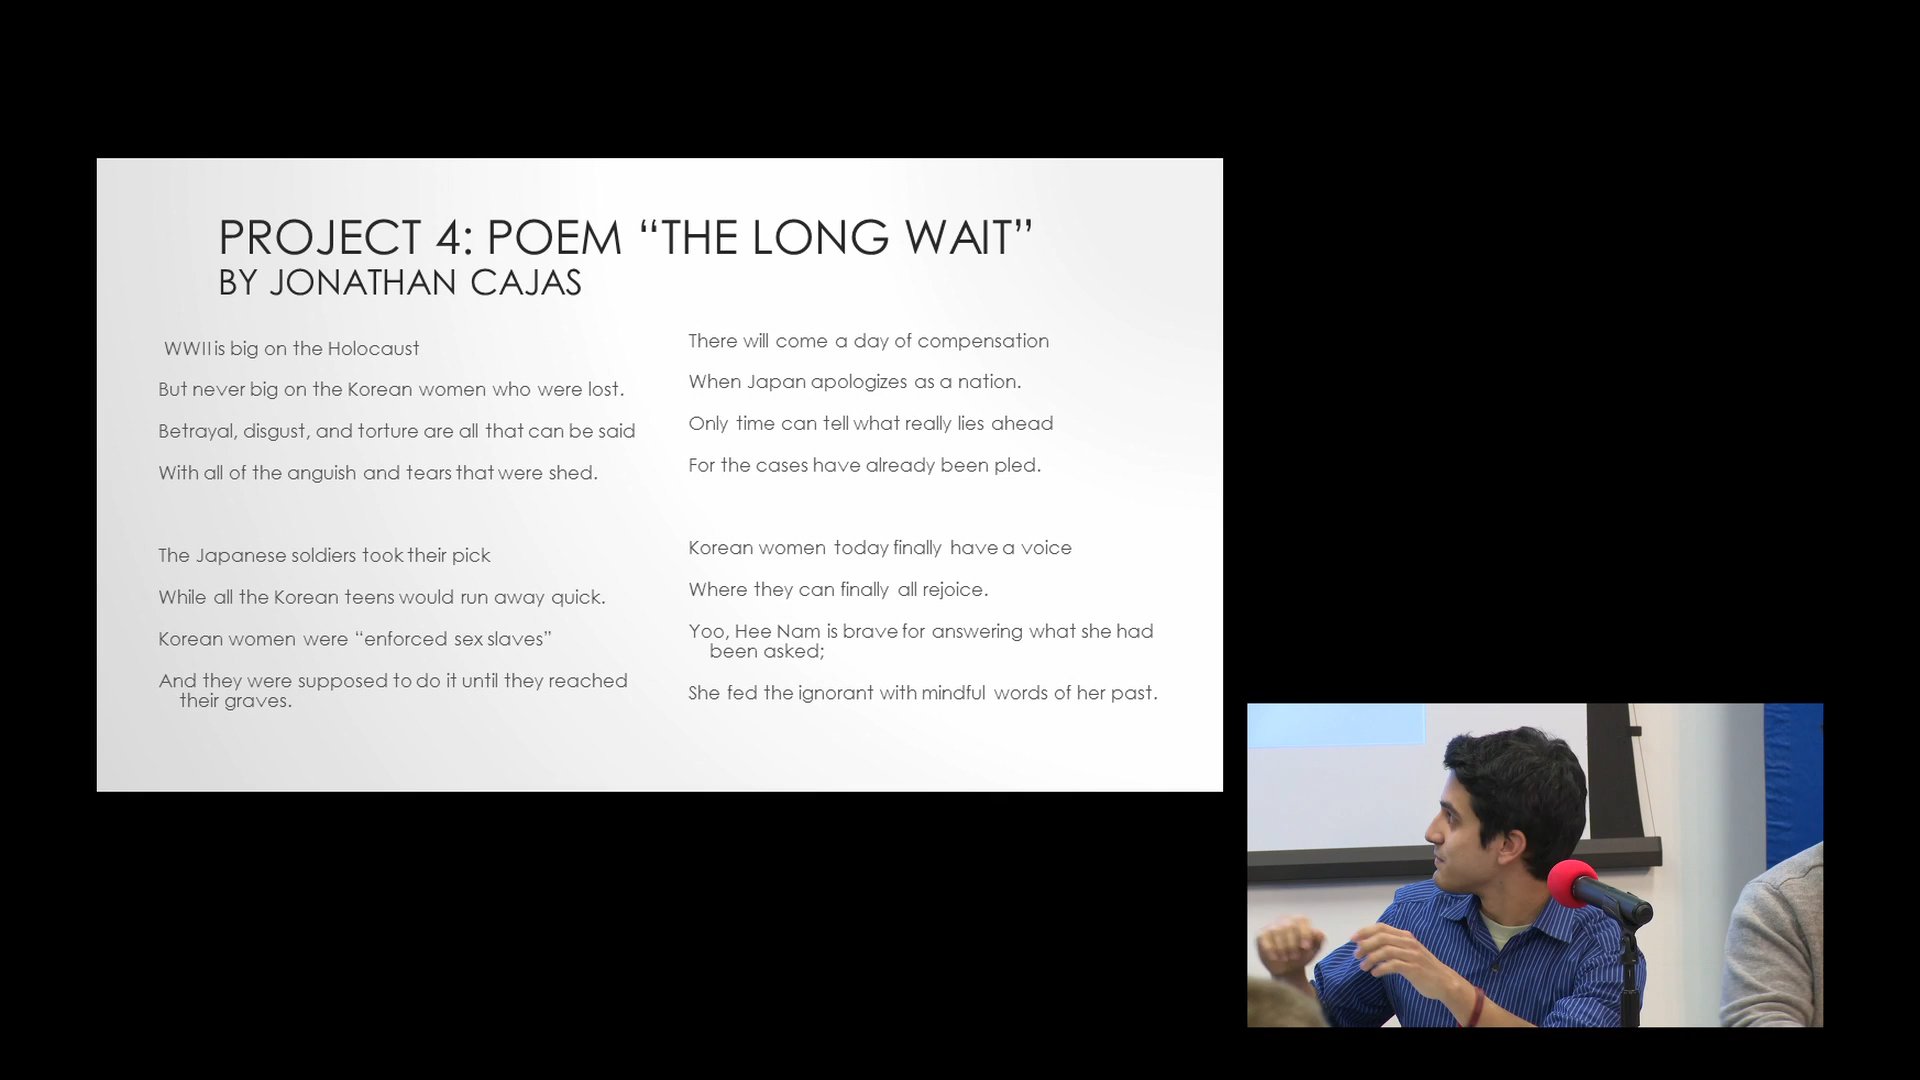 PROJECT 4: POEM “THE LONG WAIT”
BY JONATHAN CAJAS
WWII is big on the Holocaust
But never big on the Korean women who were lost.
Betrayal, disgust, and torture are all that can be said
With all of the anguish and tears that were shed.
The Japanese soldiers took their pick
While all the Korean teens would run away quick.
Korean women were “enforced sex slaves”
And they were supposed to do it until they reached
their graves.
There will come a day of compensation
When Japan apologizes as a nation.
Only time can tell what really lies ahead
For the cases have already been pled.
Korean women today finally have a voice
Where they can finally all rejoice.
Yoo, Hee Nam is brave for answering what she had
been asked;
She fed the ignorant with mindful words of her past.